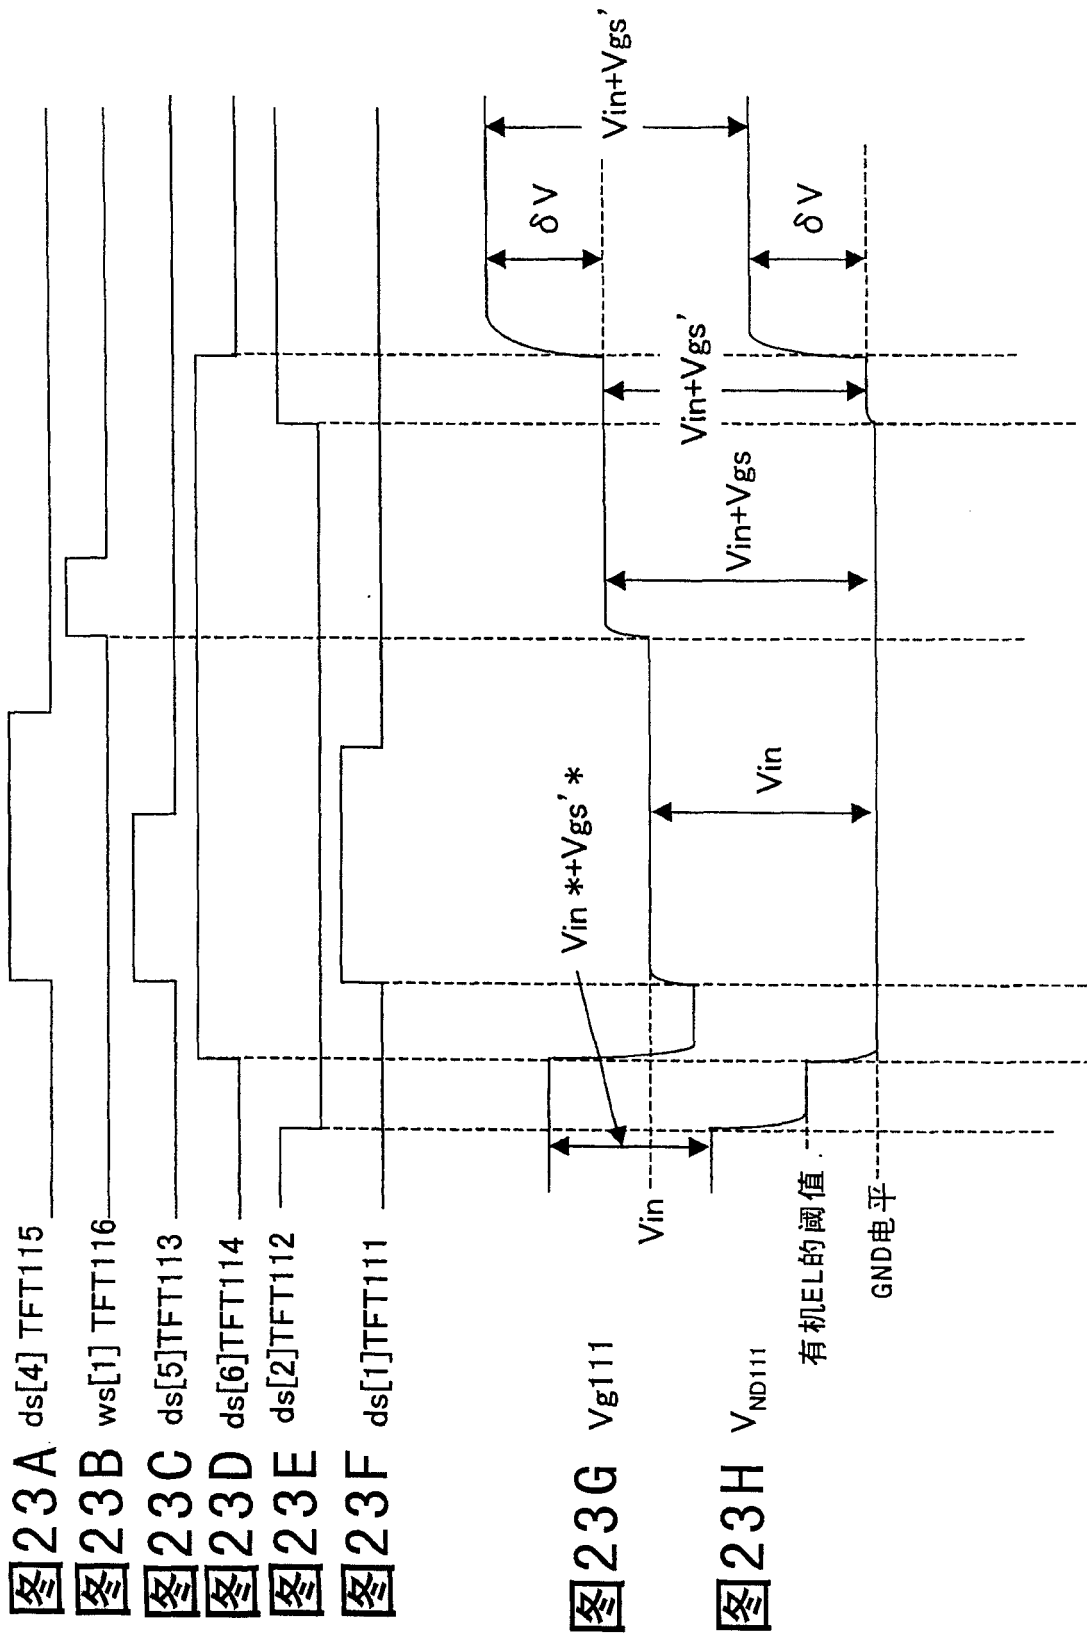 图23A ds[4] TFT115
图23B ws[1] TFT116
图23C ds[5]TFT113
图23D ds[6]TFT114
图23E ds[2]TFT112
图23F ds[1]TFT111
图23G Vg111
Vin
Vin *+Vgs' *
Vin
Vin+Vgs
Vin+Vgs'
δV
Vin+Vgs'
图23H VND111
有机EL的阈值
GND电平
δV